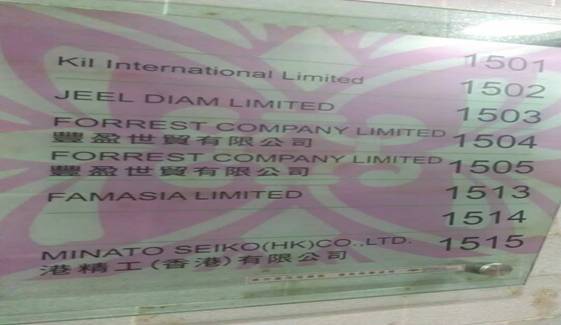 1501
Kil International Limited 1502
JEEL DIAM LIMITED 1503
FORREST COMPANY LIMITED 1504
豐盈世貿有限公司
FORREST COMPANY LIMITED 1505
豐盈世貿有限公司
FAMASIA LIMITED 1513
1514
MINATO SEIKO(HK)CO.,LTD. 1515
港精工(香港)有限公司